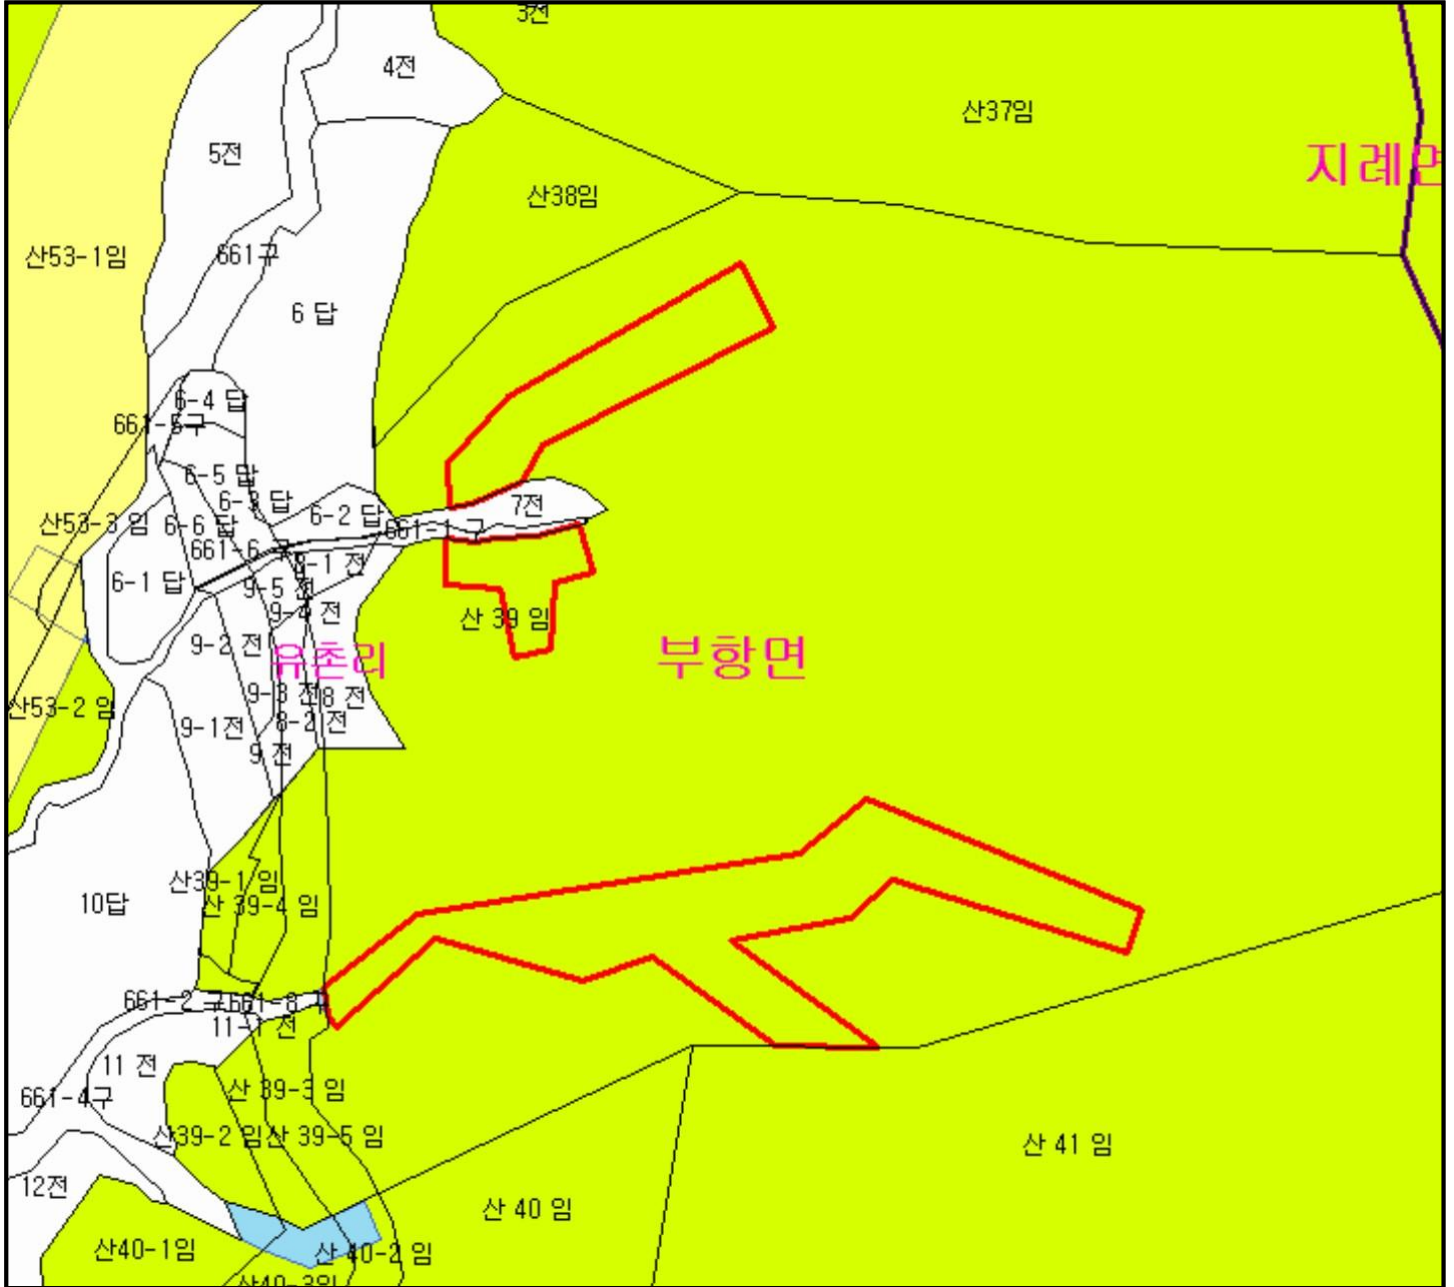 3전
4전
산37임
5전
지례면
산38임
산53-1임
661구
6 답
6-4 답
661-5구
6-5 답
6-3 답
7전
6-2 답
산53-3 임
6-6 답
661-1 구
661-6 구
-1 전
6-1 답
9-5 전
9-4 전
산 39 임
9-2 전
유촌리
부항면
9-3 전
8 전
산53-2 임
9-1전
8-2 전
9 전
산39-1 임
10답
산 39-4 임
661-2 구
661-8 구
11-1 전
11 전
산 39-3 임
661-4구
산39-2 임
산 39-5 임
산 41 임
12전
산 40 임
산40-1임
산 40-2 임
산40-3임